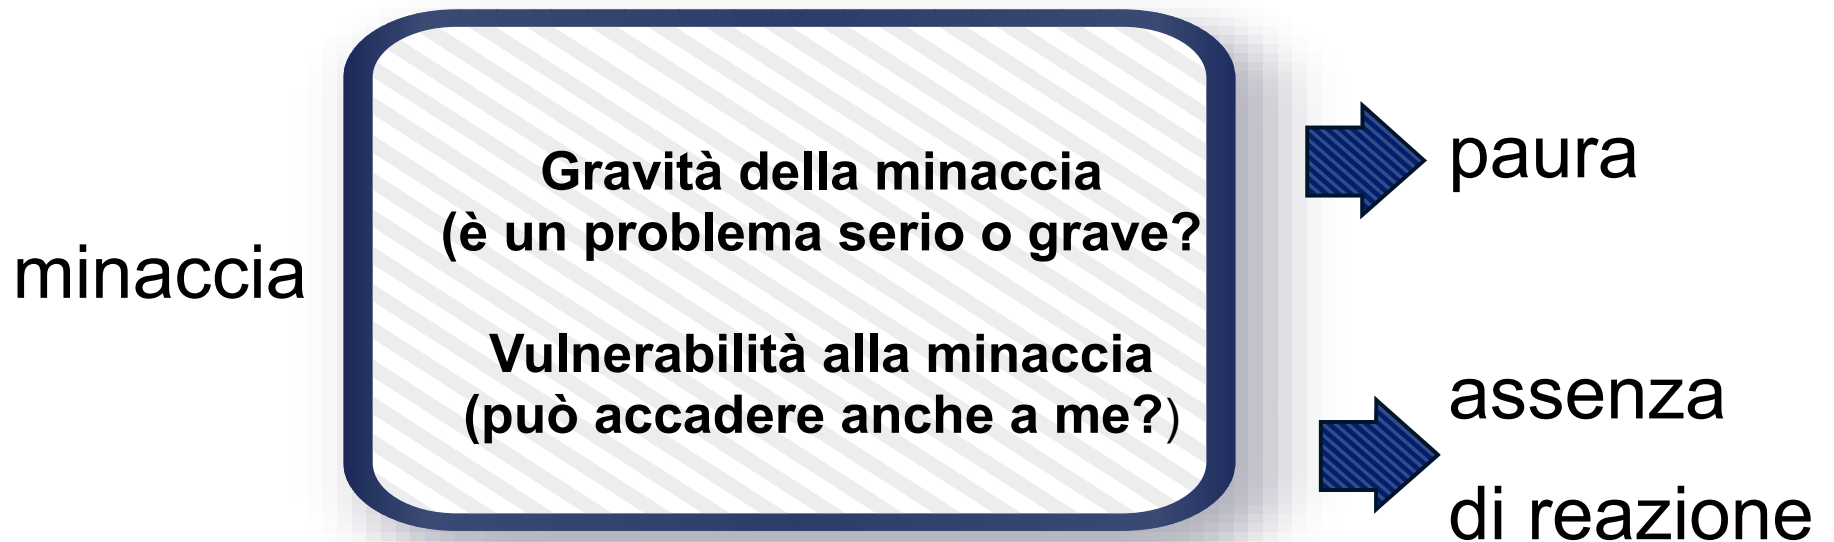 minaccia
Gravità della minaccia
(è un problema serio o grave?
Vulnerabilità alla minaccia
(può accadere anche a me?)
paura
assenza
di reazione